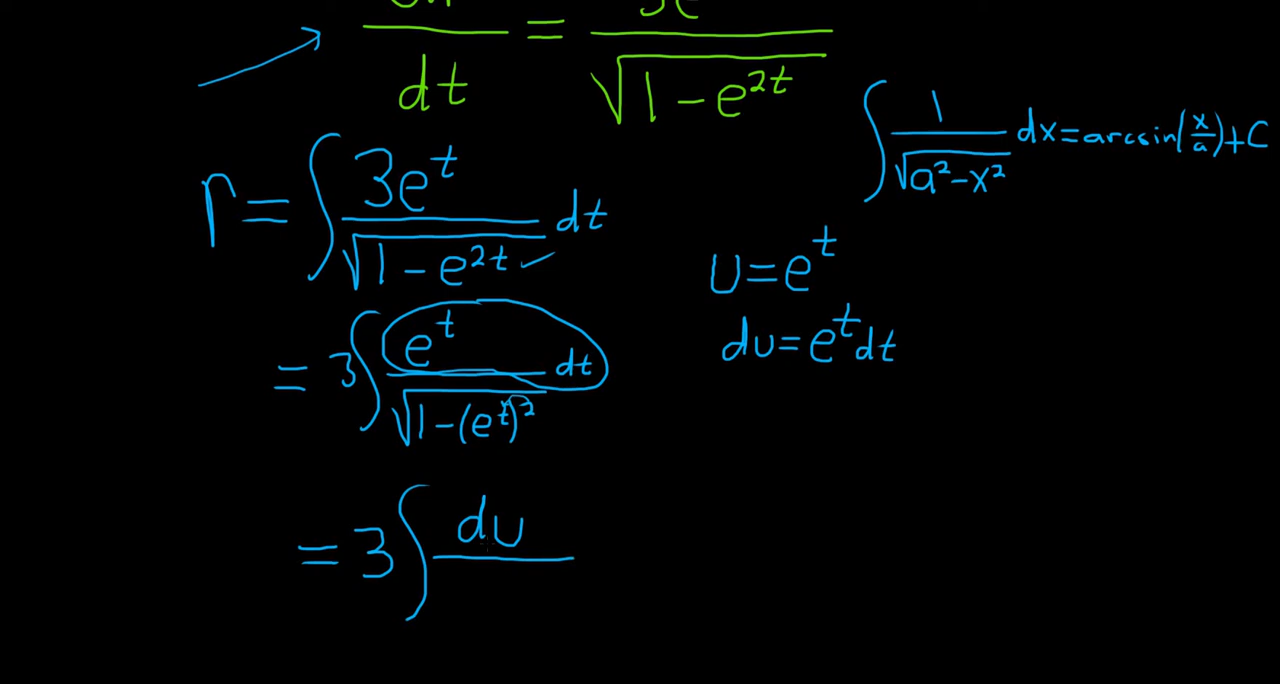 dt = √(1 - e^{2t})
∫ 1/√(a² - x²) dx = arcsin(x/a) + C
r = ∫ 3e^t/√(1 - e^{2t}) dt
u = e^t
du = e^t dt
= 3∫ e^t/√(1 - (e^t)²) dt
= 3∫ du